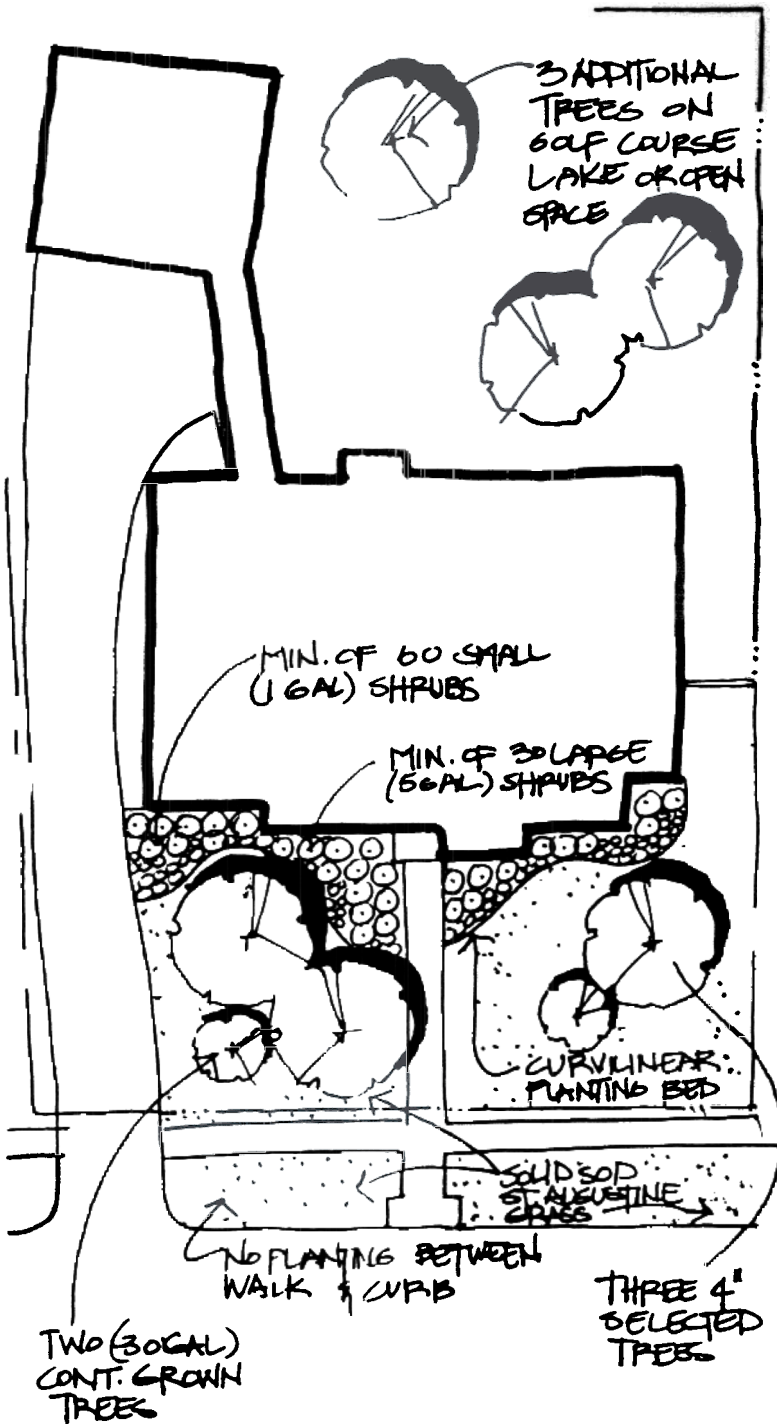 3 ADDITIONAL
TREES ON
GOLF COURSE
LAKE OR OPEN
SPACE
MIN. OF 60 SMALL
(1 GAL) SHRUBS
MIN. OF 30 LARGE
(5 GAL) SHRUBS
CURVILINEAR
PLANTING BED
SOLID SOD
ST AUGUSTINE
GRASS
NO PLANTING BETWEEN
WALK & CURB
THREE 4"
SELECTED
TREES
TWO (30 GAL)
CONT. GROWN
TREES